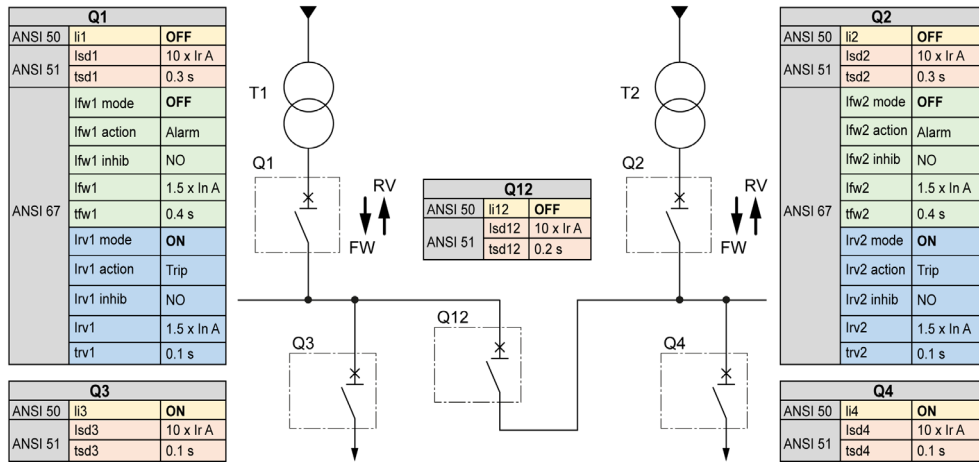 Q1
ANSI 50 Ii1 OFF
ANSI 51 Isd1 10 x Ir A
tsd1 0.3 s
ANSI 67 Ifw1 mode OFF
Ifw1 action Alarm
Ifw1 inhib NO
Ifw1 1.5 x In A
tfw1 0.4 s
Irv1 mode ON
Irv1 action Trip
Irv1 inhib NO
Irv1 1.5 x In A
trv1 0.1 s
Q3
ANSI 50 Ii3 ON
ANSI 51 Isd3 10 x Ir A
tsd3 0.1 s
T1
Q1
RV
FW
Q3
Q12
ANSI 50 Ii12 OFF
ANSI 51 Isd12 10 x Ir A
tsd12 0.2 s
Q12
T2
Q2
RV
FW
Q4
Q2
ANSI 50 Ii2 OFF
ANSI 51 Isd2 10 x Ir A
tsd2 0.3 s
ANSI 67 Ifw2 mode OFF
Ifw2 action Alarm
Ifw2 inhib NO
Ifw2 1.5 x In A
tfw2 0.4 s
Irv2 mode ON
Irv2 action Trip
Irv2 inhib NO
Irv2 1.5 x In A
trv2 0.1 s
Q4
ANSI 50 Ii4 ON
ANSI 51 Isd4 10 x Ir A
tsd4 0.1 s